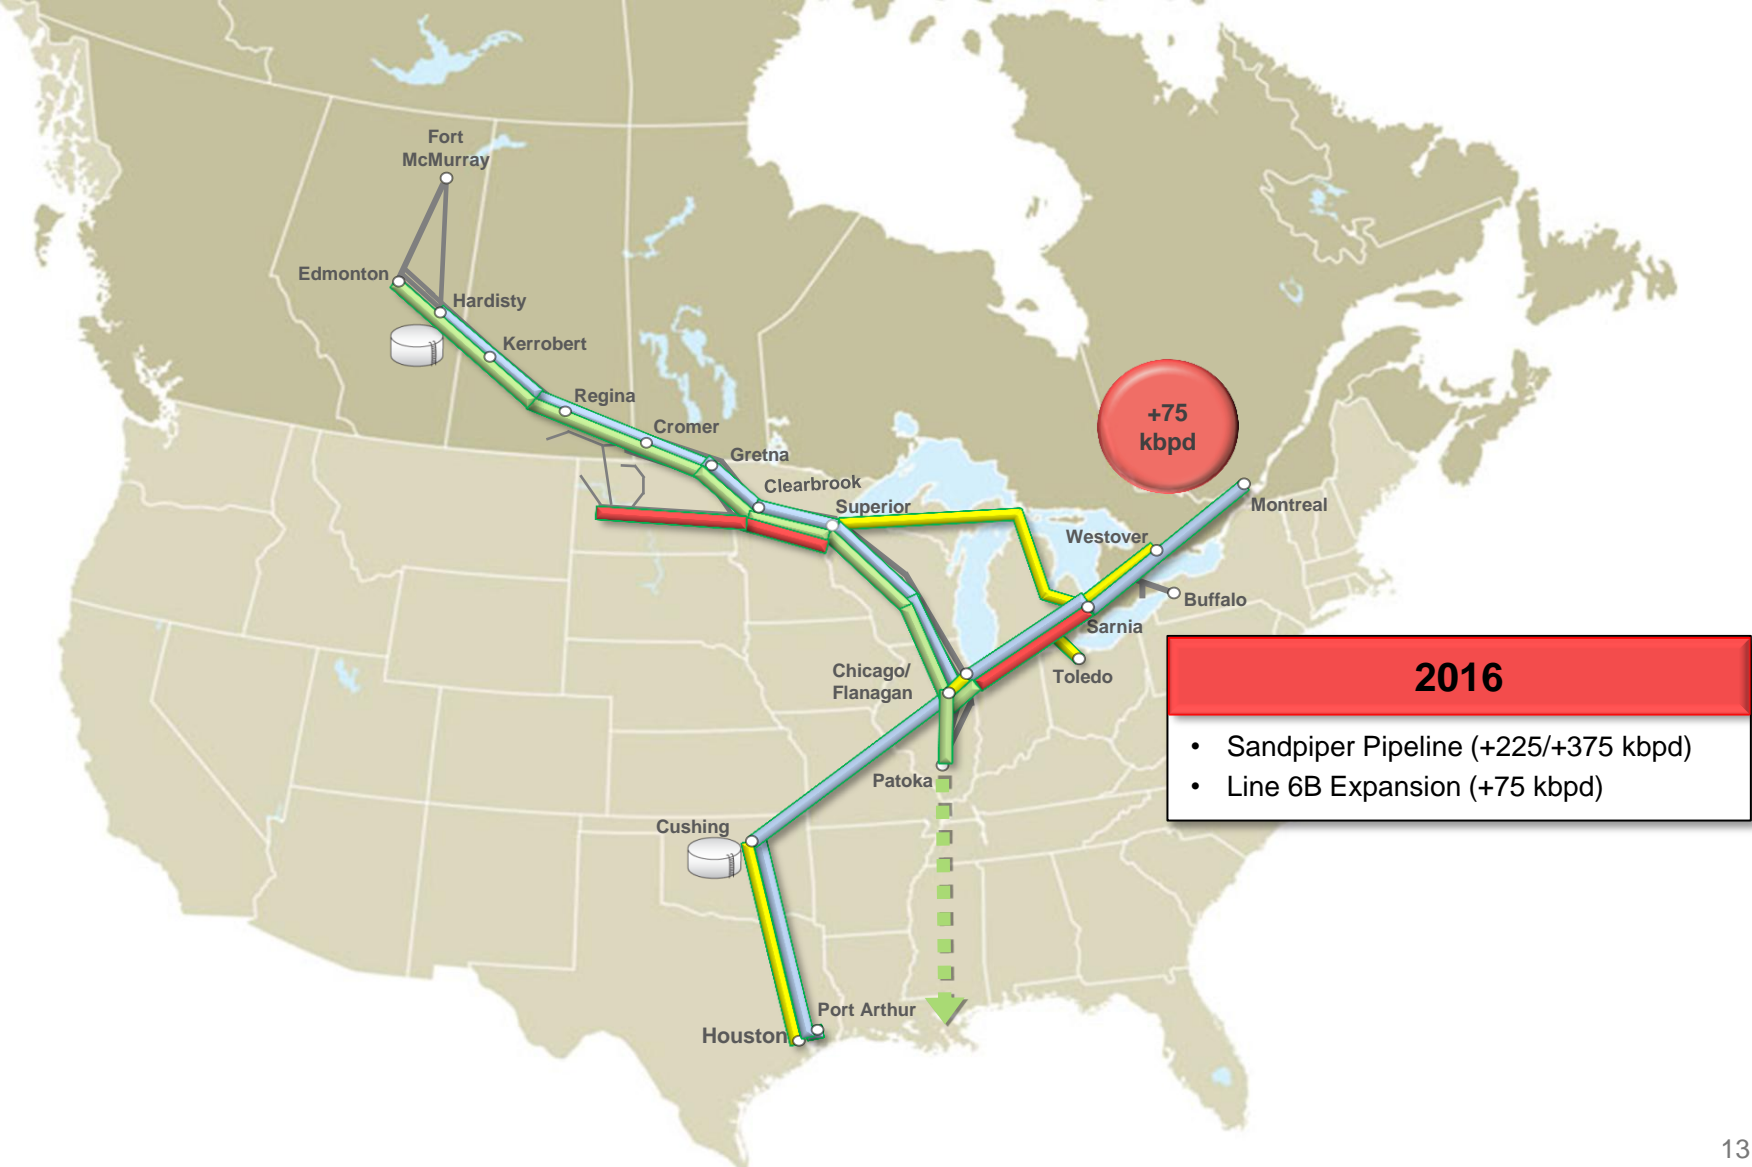 Fort
McMurray
Edmonton
Hardisty
Kerrobert
Regina
Cromer
Gretna
Clearbrook
Superior
+75
kbpd
Montreal
Westover
Buffalo
Sarnia
Toledo
Chicago/
Flanagan
Patoka
Cushing
Port Arthur
Houston
2016
• Sandpiper Pipeline (+225/+375 kbpd)
• Line 6B Expansion (+75 kbpd)
13